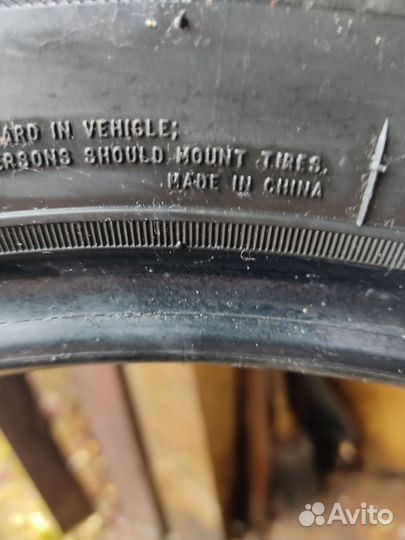 ARD IN VEHICLE;
ERSONS SHOULD MOUNT TIRES.
MADE IN CHINA
Avito